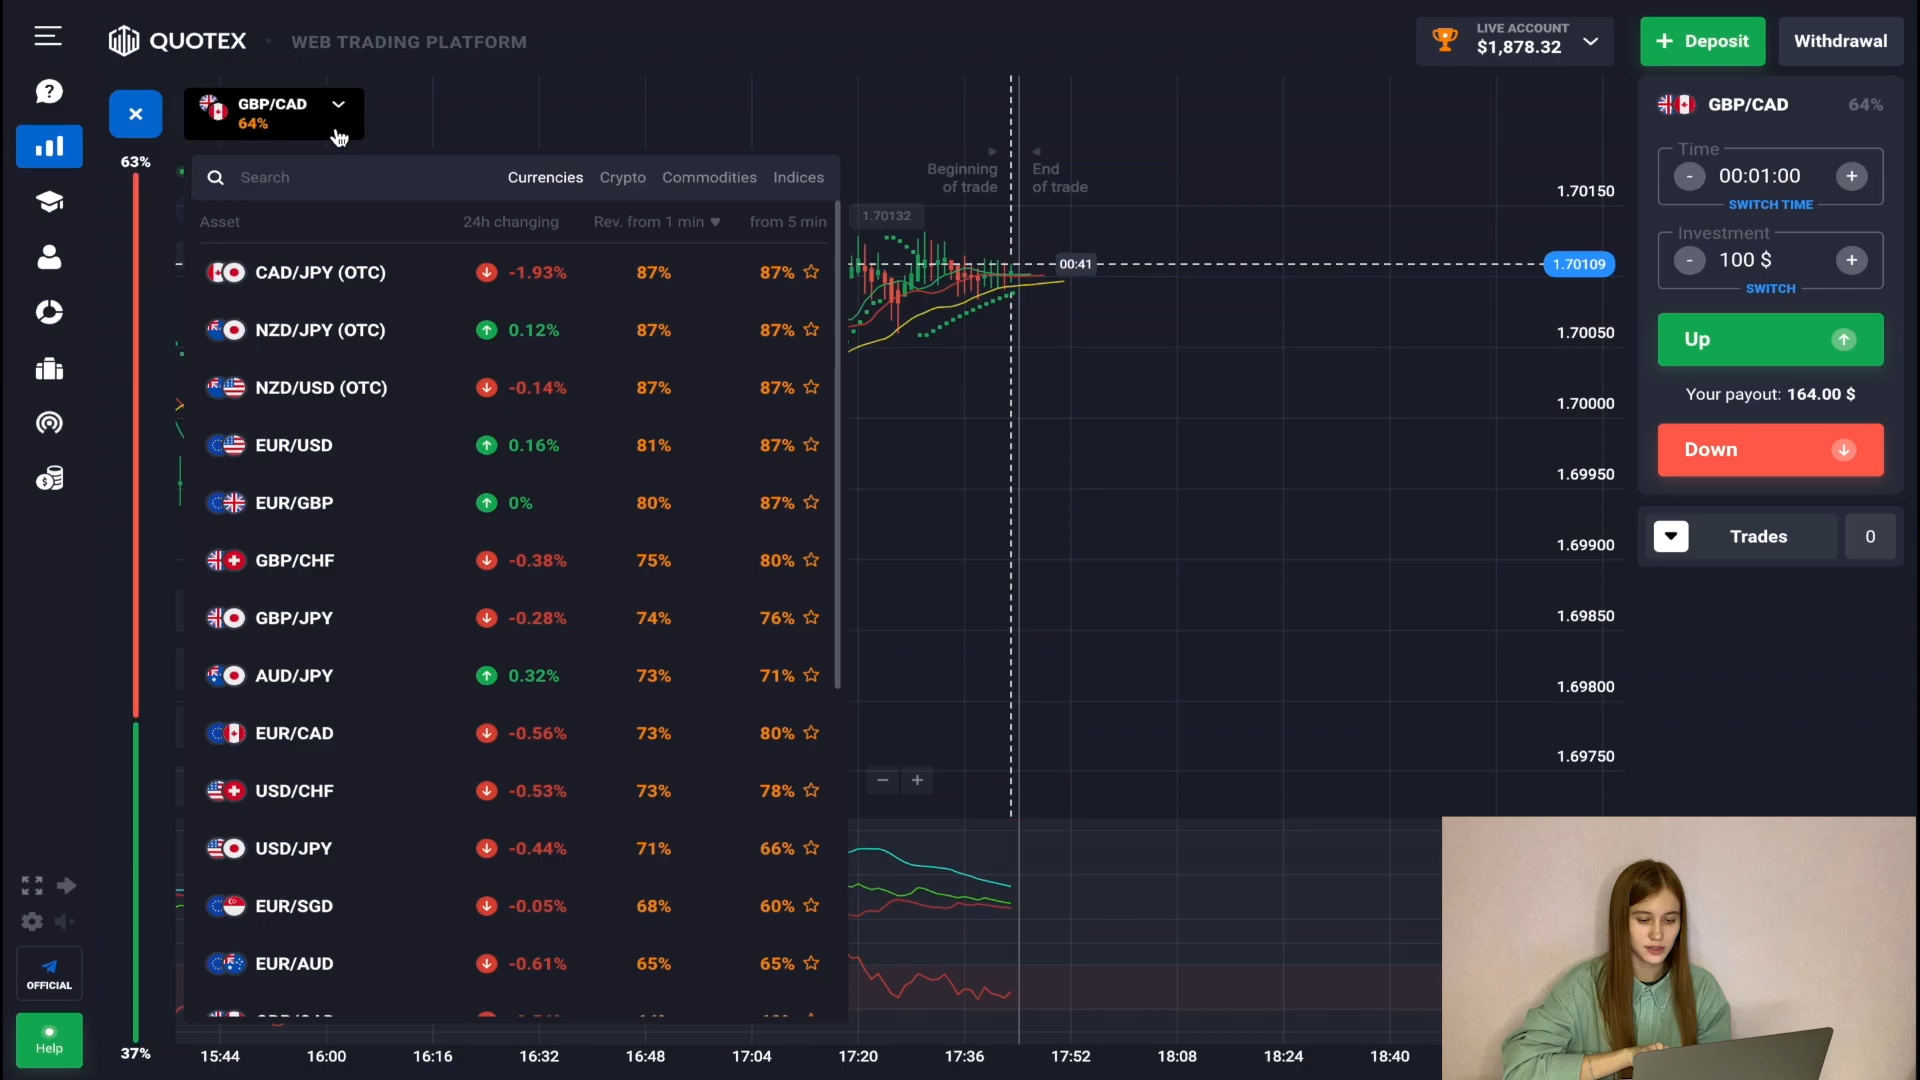 QUOTEX
WEB TRADING PLATFORM
LIVE ACCOUNT
$1,878.32
+ Deposit
Withdrawal
GBP/CAD
64%
63%
Search
Currencies
Crypto
Commodities
Indices
Asset
24h changing
Rev. from 1 min
from 5 min
CAD/JPY (OTC) -1.93% 87% 87%
NZD/JPY (OTC) 0.12% 87% 87%
NZD/USD (OTC) -0.14% 87% 87%
EUR/USD 0.16% 81% 87%
EUR/GBP 0% 80% 87%
GBP/CHF -0.38% 75% 80%
GBP/JPY -0.28% 74% 76%
AUD/JPY 0.32% 73% 71%
EUR/CAD -0.56% 73% 80%
USD/CHF -0.53% 73% 78%
USD/JPY -0.44% 71% 66%
EUR/SGD -0.05% 68% 60%
EUR/AUD -0.61% 65% 65%
Beginning
of trade
End
of trade
1.70132
00:41
1.70150
1.70109
1.70050
1.70000
1.69950
1.69900
1.69850
1.69800
1.69750
GBP/CAD 64%
Time
- 00:01:00 +
SWITCH TIME
Investment
- 100 $ +
SWITCH
Up
Your payout: 164.00 $
Down
Trades 0
OFFICIAL
Help
37%
15:44 16:00 16:16 16:32 16:48 17:04 17:20 17:36 17:52 18:08 18:24 18:40